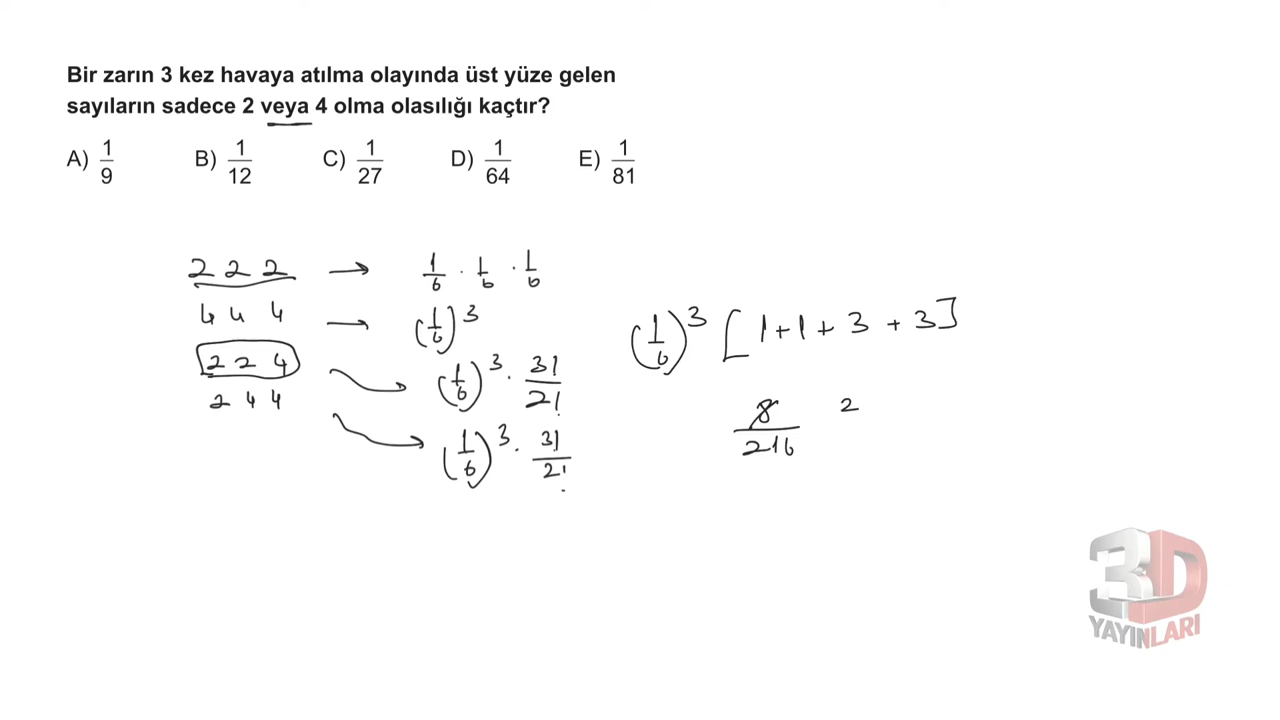 Bir zarın 3 kez havaya atılma olayında üst yüze gelen
sayıların sadece 2 veya 4 olma olasılığı kaçtır?
A) 1/9 B) 1/12 C) 1/27 D) 1/64 E) 1/81
2 2 2 → 1/6 · 1/6 · 1/6
4 4 4 → (1/6)^3
2 2 4 → (1/6)^3 · 3!/2!
2 4 4 → (1/6)^3 · 3!/2!
(1/6)^3 [1+1+3+3]
8/216 2
3D
YAYINLARI